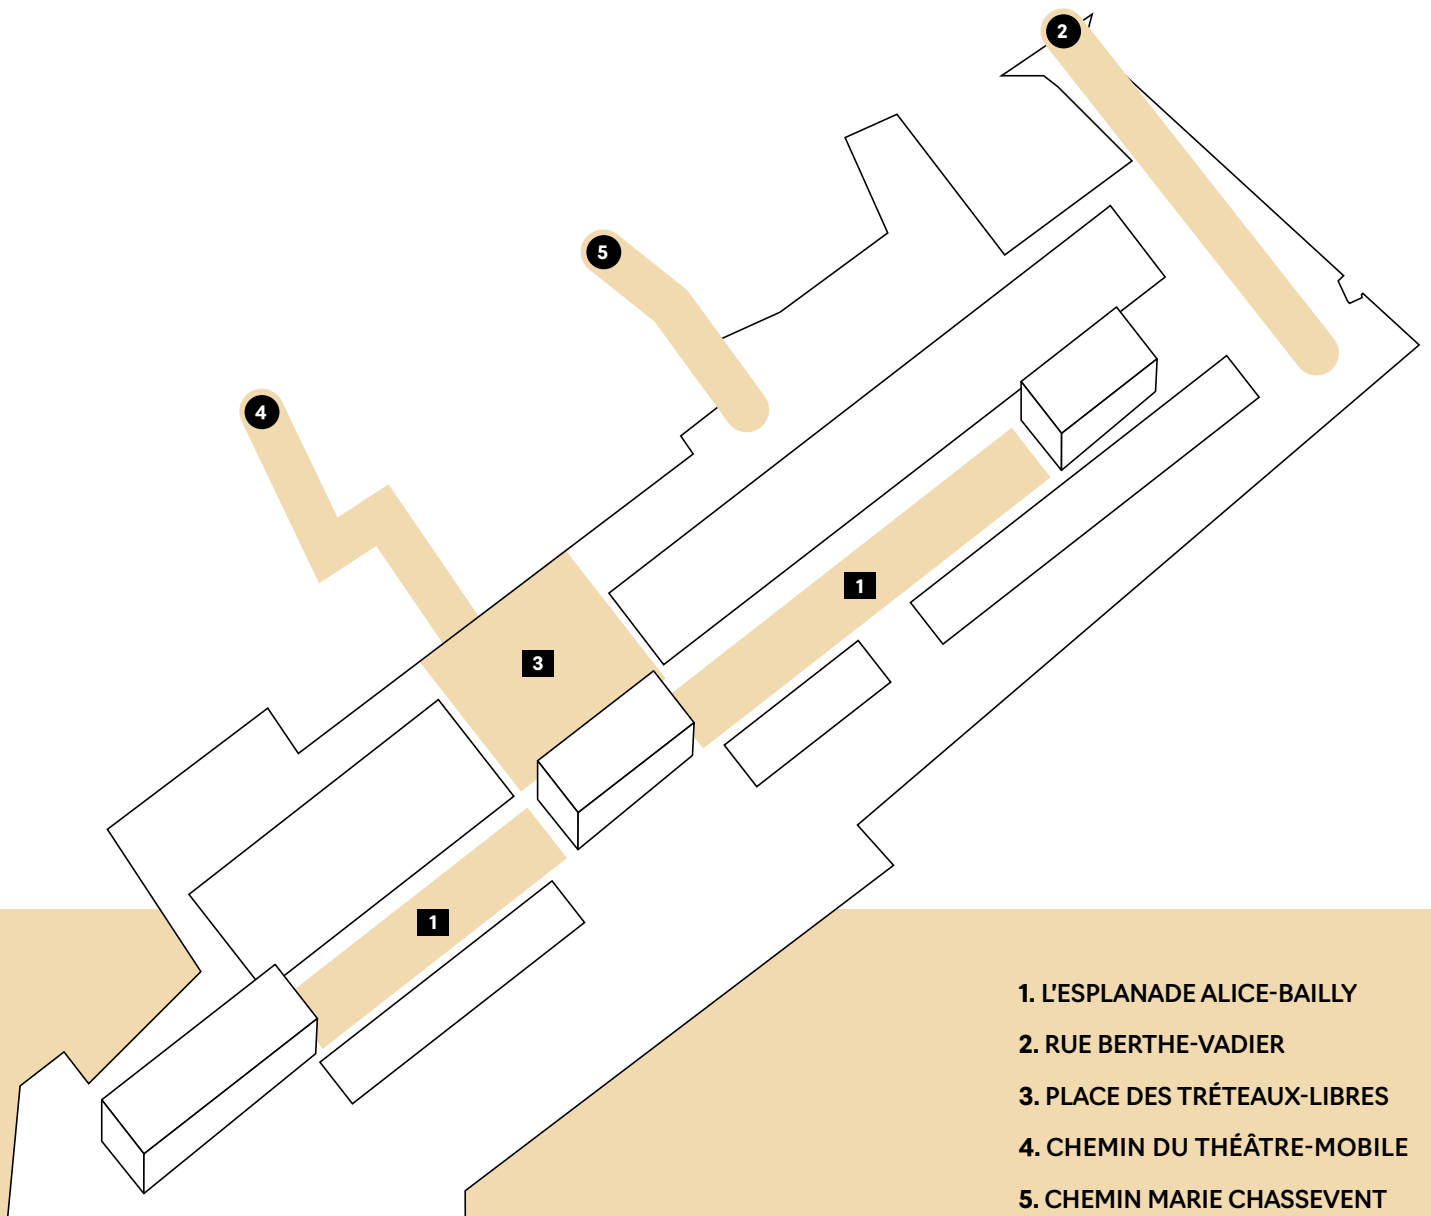 2
5
4
1
3
1
1. L'ESPLANADE ALICE-BAILLY
2. RUE BERTHE-VADIER
3. PLACE DES TRÉTEAUX-LIBRES
4. CHEMIN DU THÉÂTRE-MOBILE
5. CHEMIN MARIE CHASSEVENT